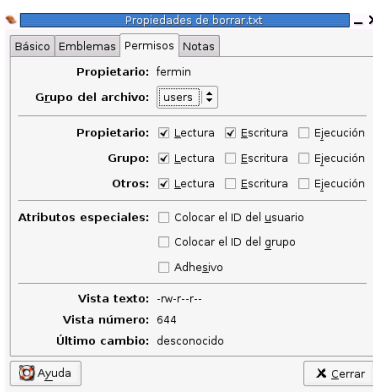 Propiedades de borrar.txt
Básico Emblemas Permisos Notas
Propietario: fermin
Grupo del archivo: users
Propietario: Lectura Escritura Ejecución
Grupo: Lectura Escritura Ejecución
Otros: Lectura Escritura Ejecución
Atributos especiales: Colocar el ID del usuario
Colocar el ID del grupo
Adhesivo
Vista texto: -rw-r--r--
Vista número: 644
Último cambio: desconocido
Ayuda Cerrar